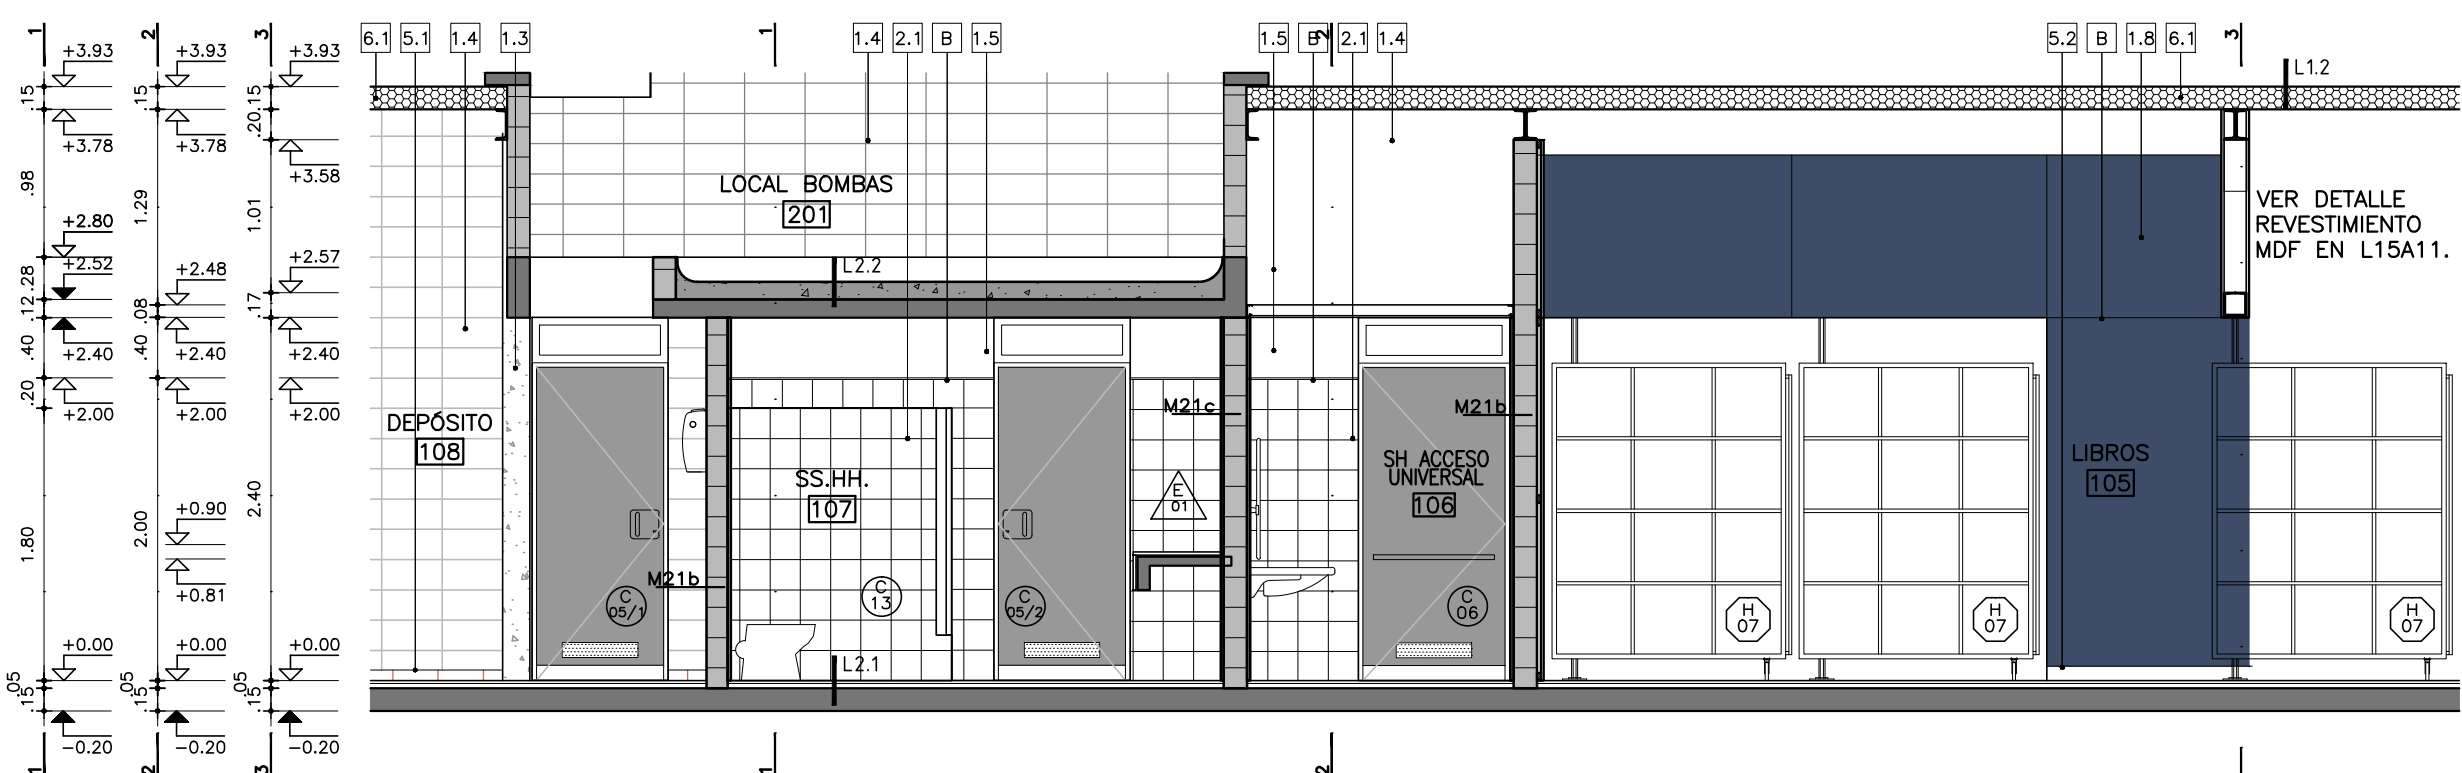 1 2 3 6.1 5.1 1.4 1.3 1 1.4 2.1 B 1.5 1.5 B 2 2.1 1.4 5.2 B 1.8 6.1 3
+3.93 +3.93 +3.93
L1.2
.15 .15 .15
+3.78 +3.78
.20
+3.58
.98 1.29 1.01
LOCAL BOMBAS
201
VER DETALLE
REVESTIMIENTO
MDF EN L15A11.
+2.80
+2.52 +2.48 +2.57
L2.2
.28 .12 .08 .17
.40 .40
+2.40 +2.40 +2.40
.20
+2.00 +2.00 +2.00
M21c M21b
DEPÓSITO
108
SS.HH.
107
SH ACCESO
UNIVERSAL
106
LIBROS
105
E
01
1.80 2.00 2.40
+0.90
+0.81
M21b
C
05/1
C
13
C
05/2
C
06
H
07
H
07
H
07
+0.00 +0.00 +0.00
L2.1
.05 .05 .05
.15 .15 .15
-0.20 -0.20 -0.20
1 2 3 1 2